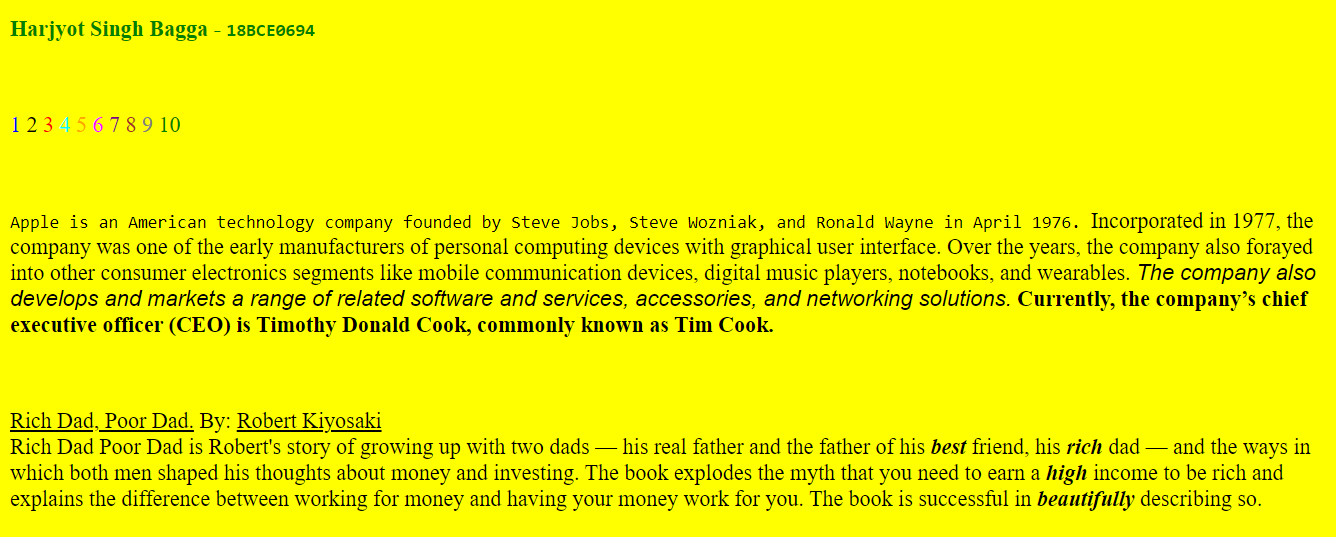 Harjyot Singh Bagga - 18BCE0694
1 2 3 4 5 6 7 8 9 10
Apple is an American technology company founded by Steve Jobs, Steve Wozniak, and Ronald Wayne in April 1976. Incorporated in 1977, the
company was one of the early manufacturers of personal computing devices with graphical user interface. Over the years, the company also forayed
into other consumer electronics segments like mobile communication devices, digital music players, notebooks, and wearables. The company also
develops and markets a range of related software and services, accessories, and networking solutions. Currently, the company’s chief
executive officer (CEO) is Timothy Donald Cook, commonly known as Tim Cook.
Rich Dad, Poor Dad. By: Robert Kiyosaki
Rich Dad Poor Dad is Robert's story of growing up with two dads — his real father and the father of his best friend, his rich dad — and the ways in
which both men shaped his thoughts about money and investing. The book explodes the myth that you need to earn a high income to be rich and
explains the difference between working for money and having your money work for you. The book is successful in beautifully describing so.